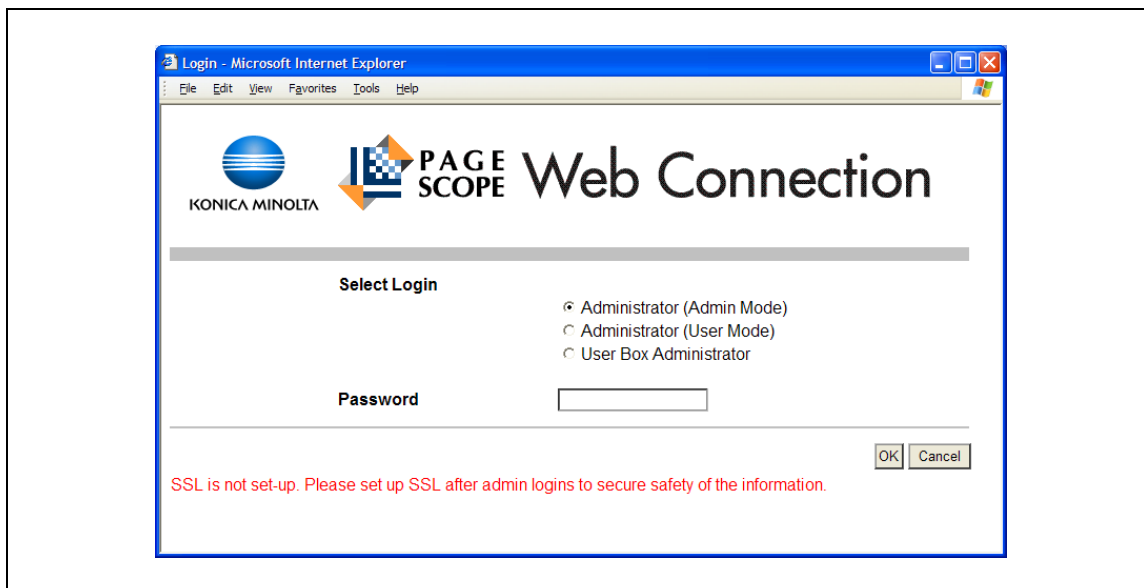 Login - Microsoft Internet Explorer
File Edit View Favorites Tools Help
KONICA MINOLTA
PAGE SCOPE Web Connection
Select Login
Administrator (Admin Mode)
Administrator (User Mode)
User Box Administrator
Password
OK Cancel
SSL is not set-up. Please set up SSL after admin logins to secure safety of the information.